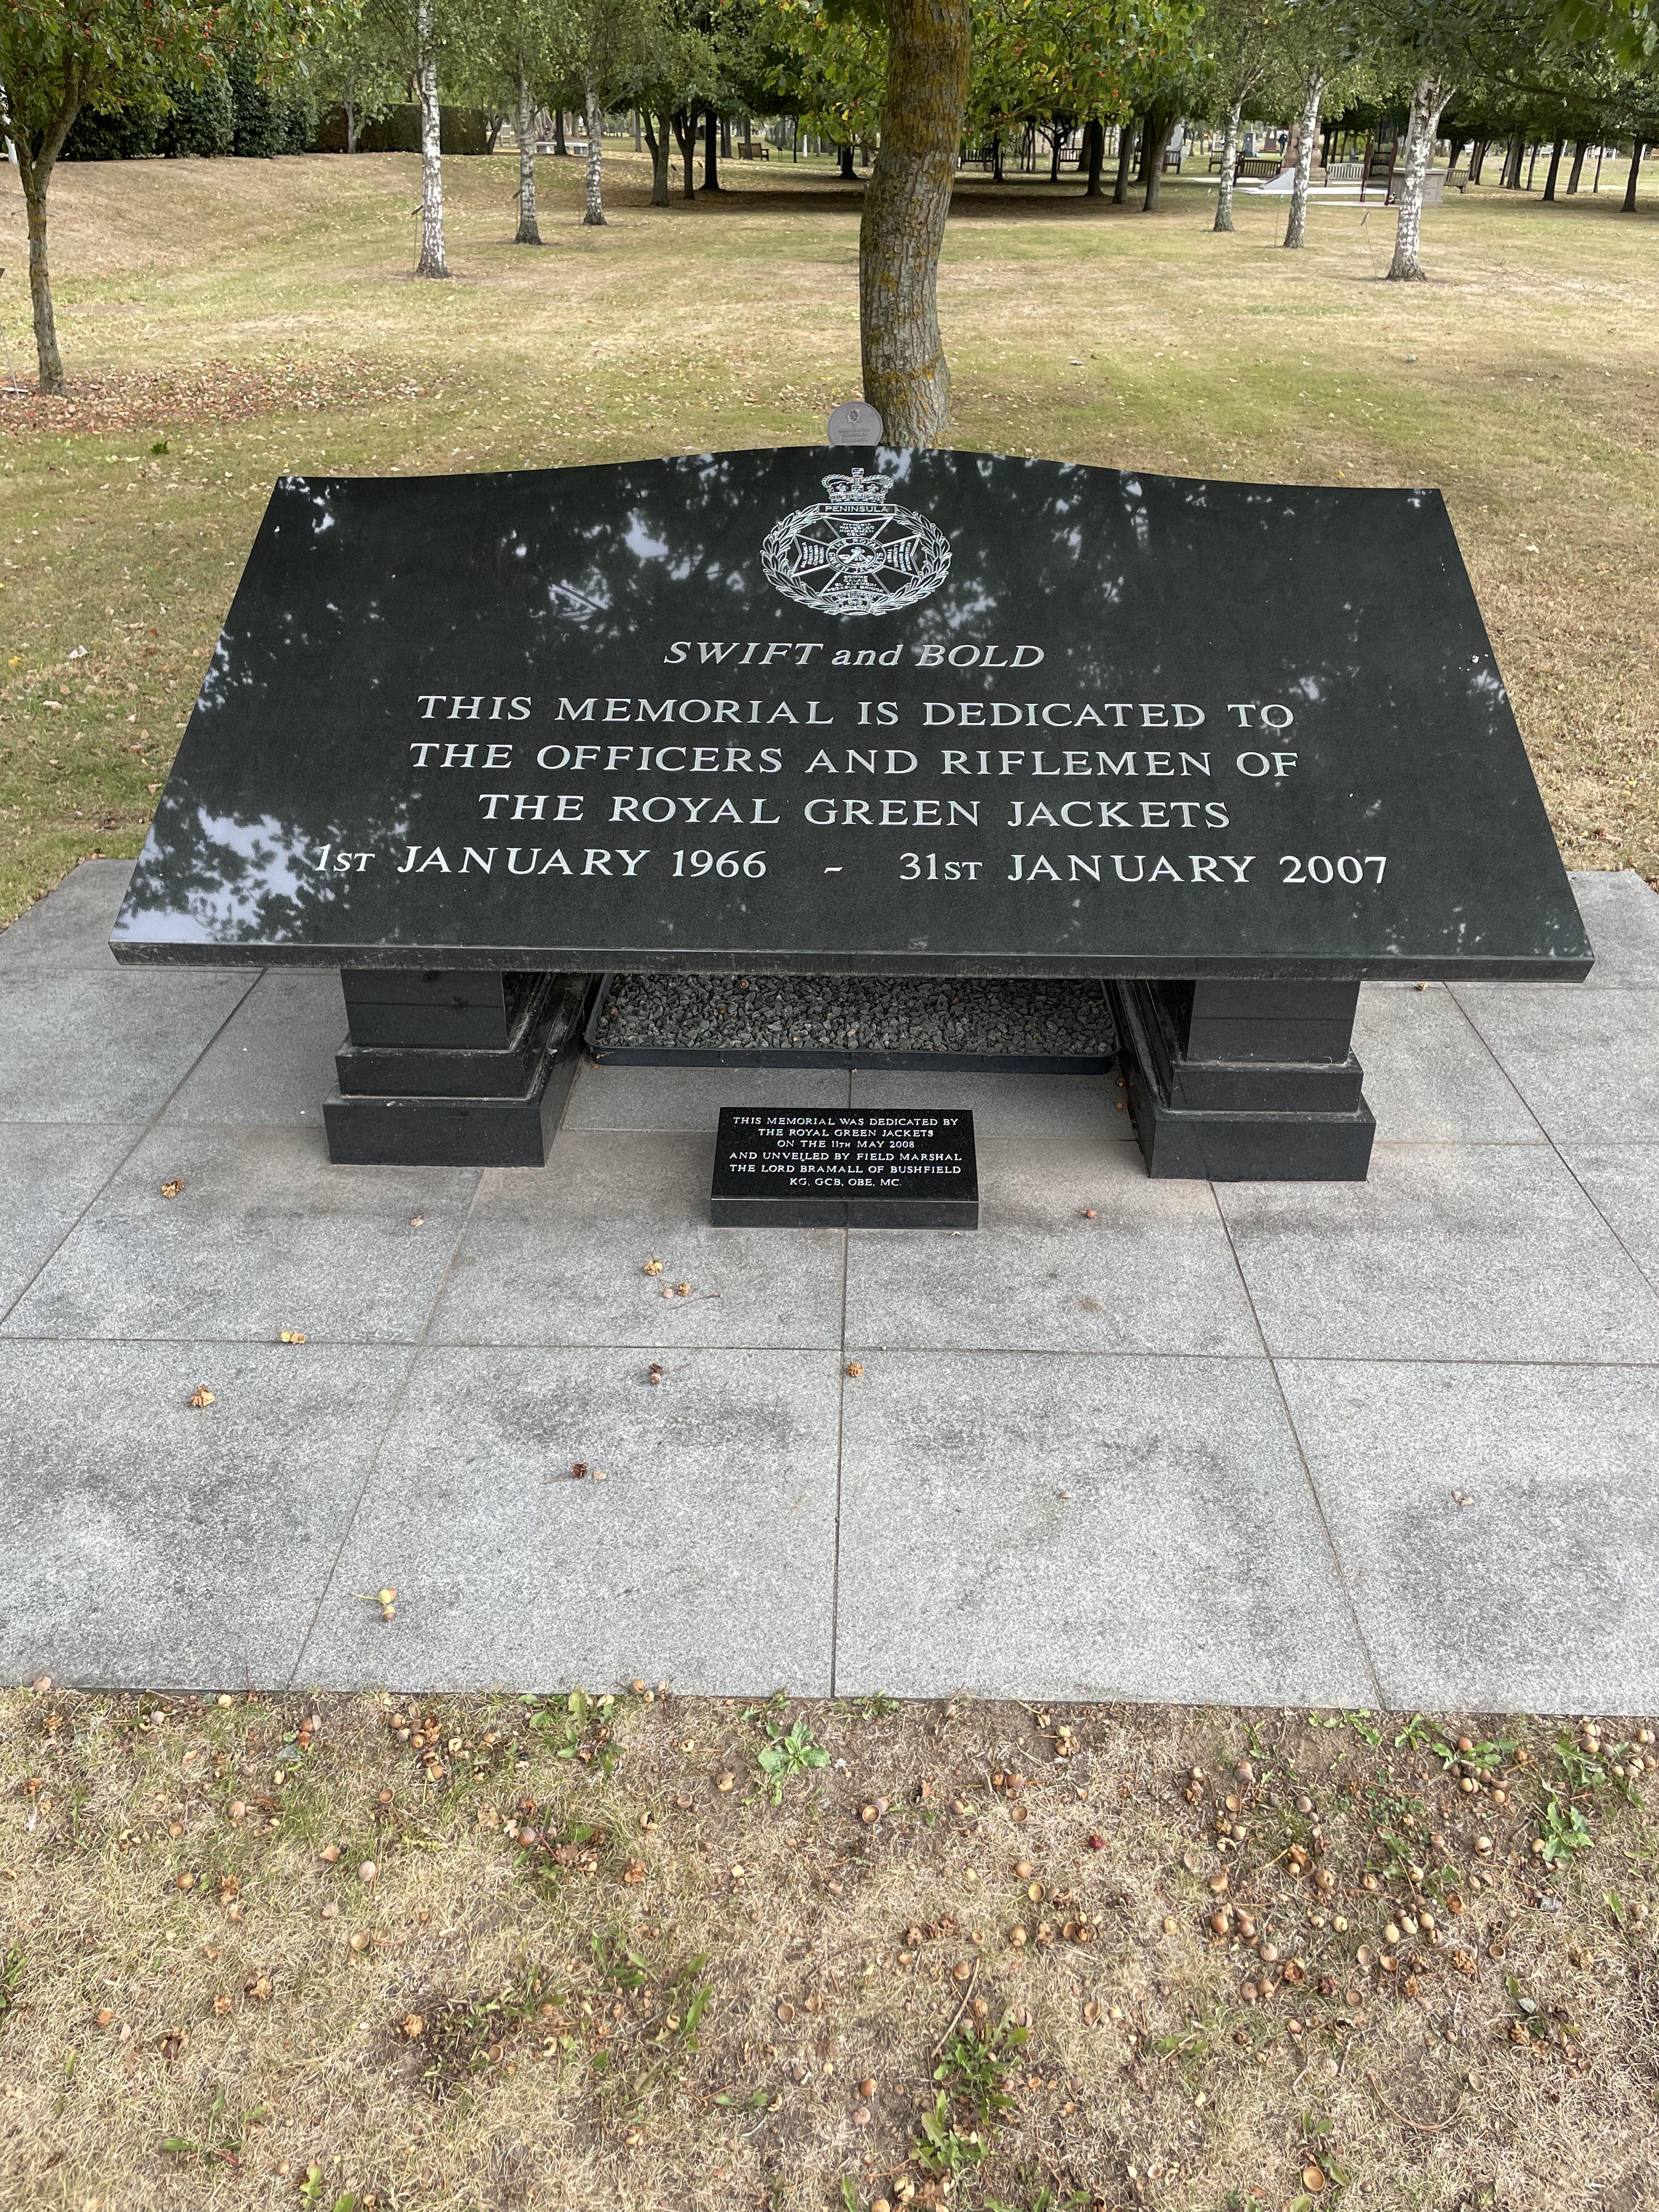 PENINSULA
SWIFT and BOLD
THIS MEMORIAL IS DEDICATED TO
THE OFFICERS AND RIFLEMEN OF
THE ROYAL GREEN JACKETS
1ST JANUARY 1966 - 31ST JANUARY 2007
THIS MEMORIAL WAS DEDICATED BY
THE ROYAL GREEN JACKETS
ON THE 11TH MAY 2008
AND UNVEILED BY FIELD MARSHAL
THE LORD BRAMALL OF BUSHFIELD
KG, GCB, OBE, MC.